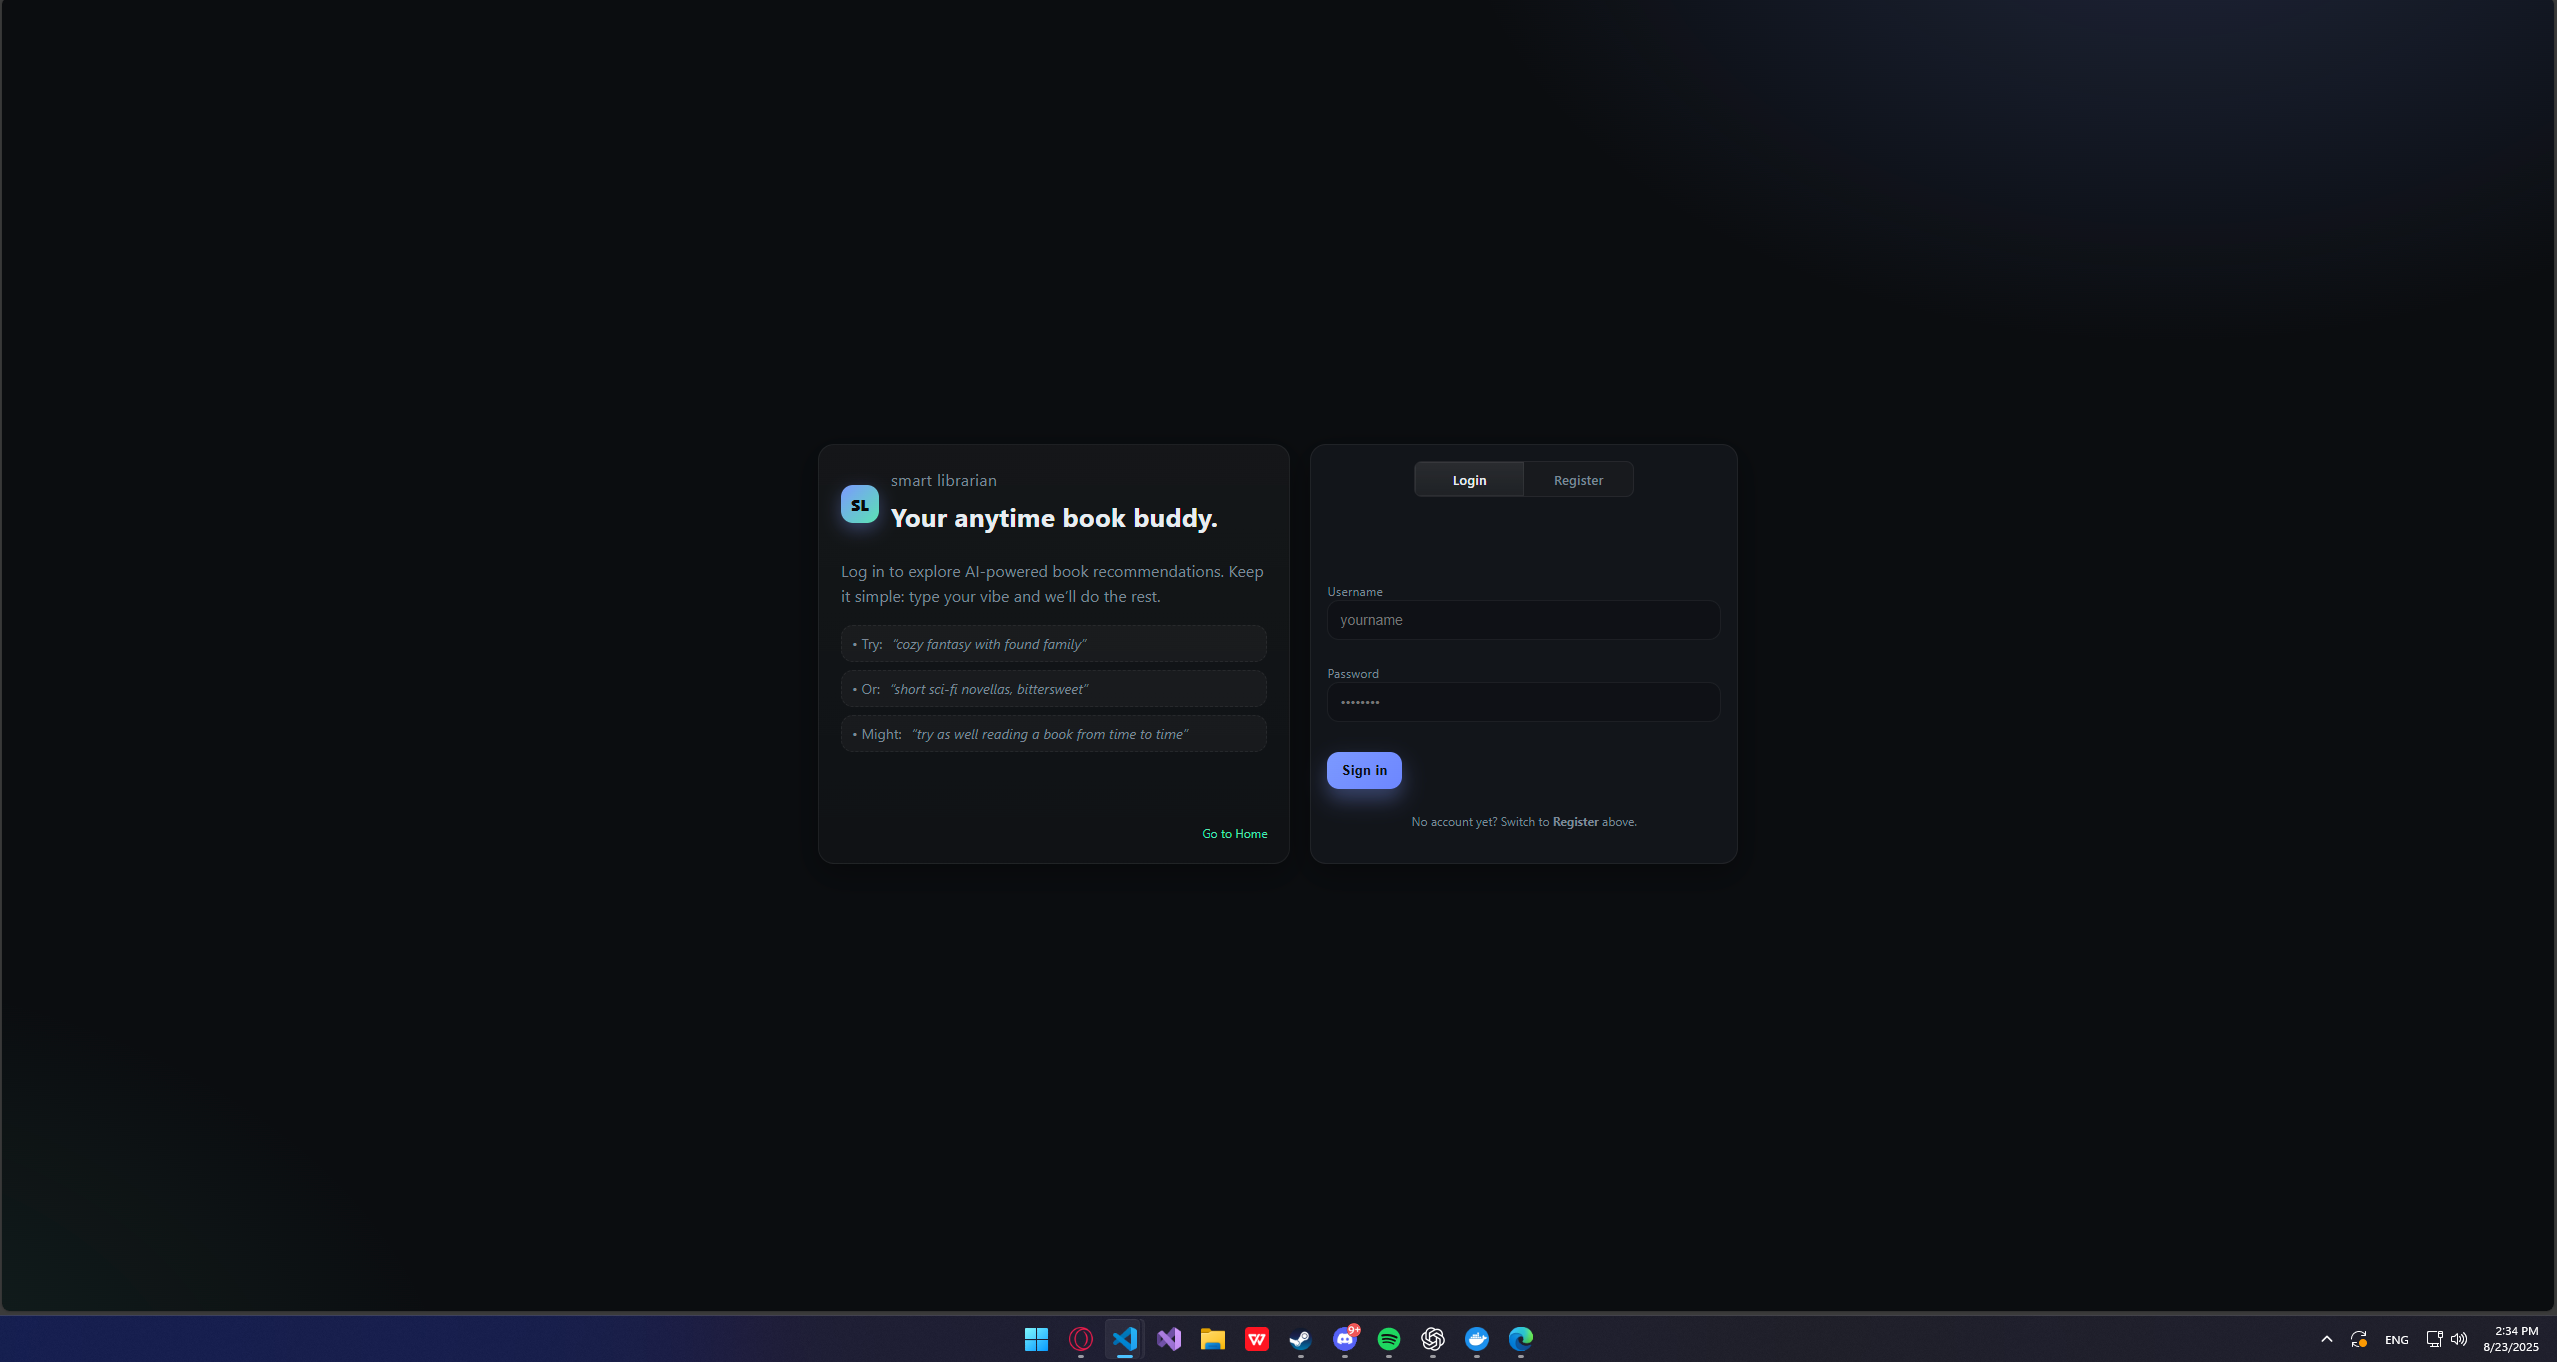 smart librarian
SL
Your anytime book buddy.
Log in to explore AI-powered book recommendations. Keep
it simple: type your vibe and we’ll do the rest.
• Try: “cozy fantasy with found family”
• Or: “short sci-fi novellas, bittersweet”
• Might: “try as well reading a book from time to time”
Go to Home
Login Register
Username
yourname
Password
••••••••
Sign in
No account yet? Switch to Register above.
9+
ENG
2:34 PM
8/23/2025